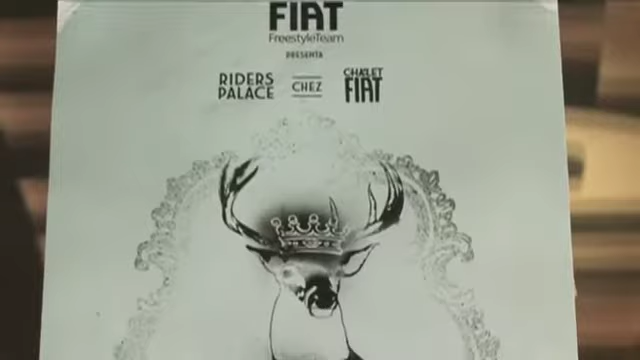 FIAT
FreestyleTeam
PRESENTA
RIDERS PALACE
CHEZ
CHALET FIAT